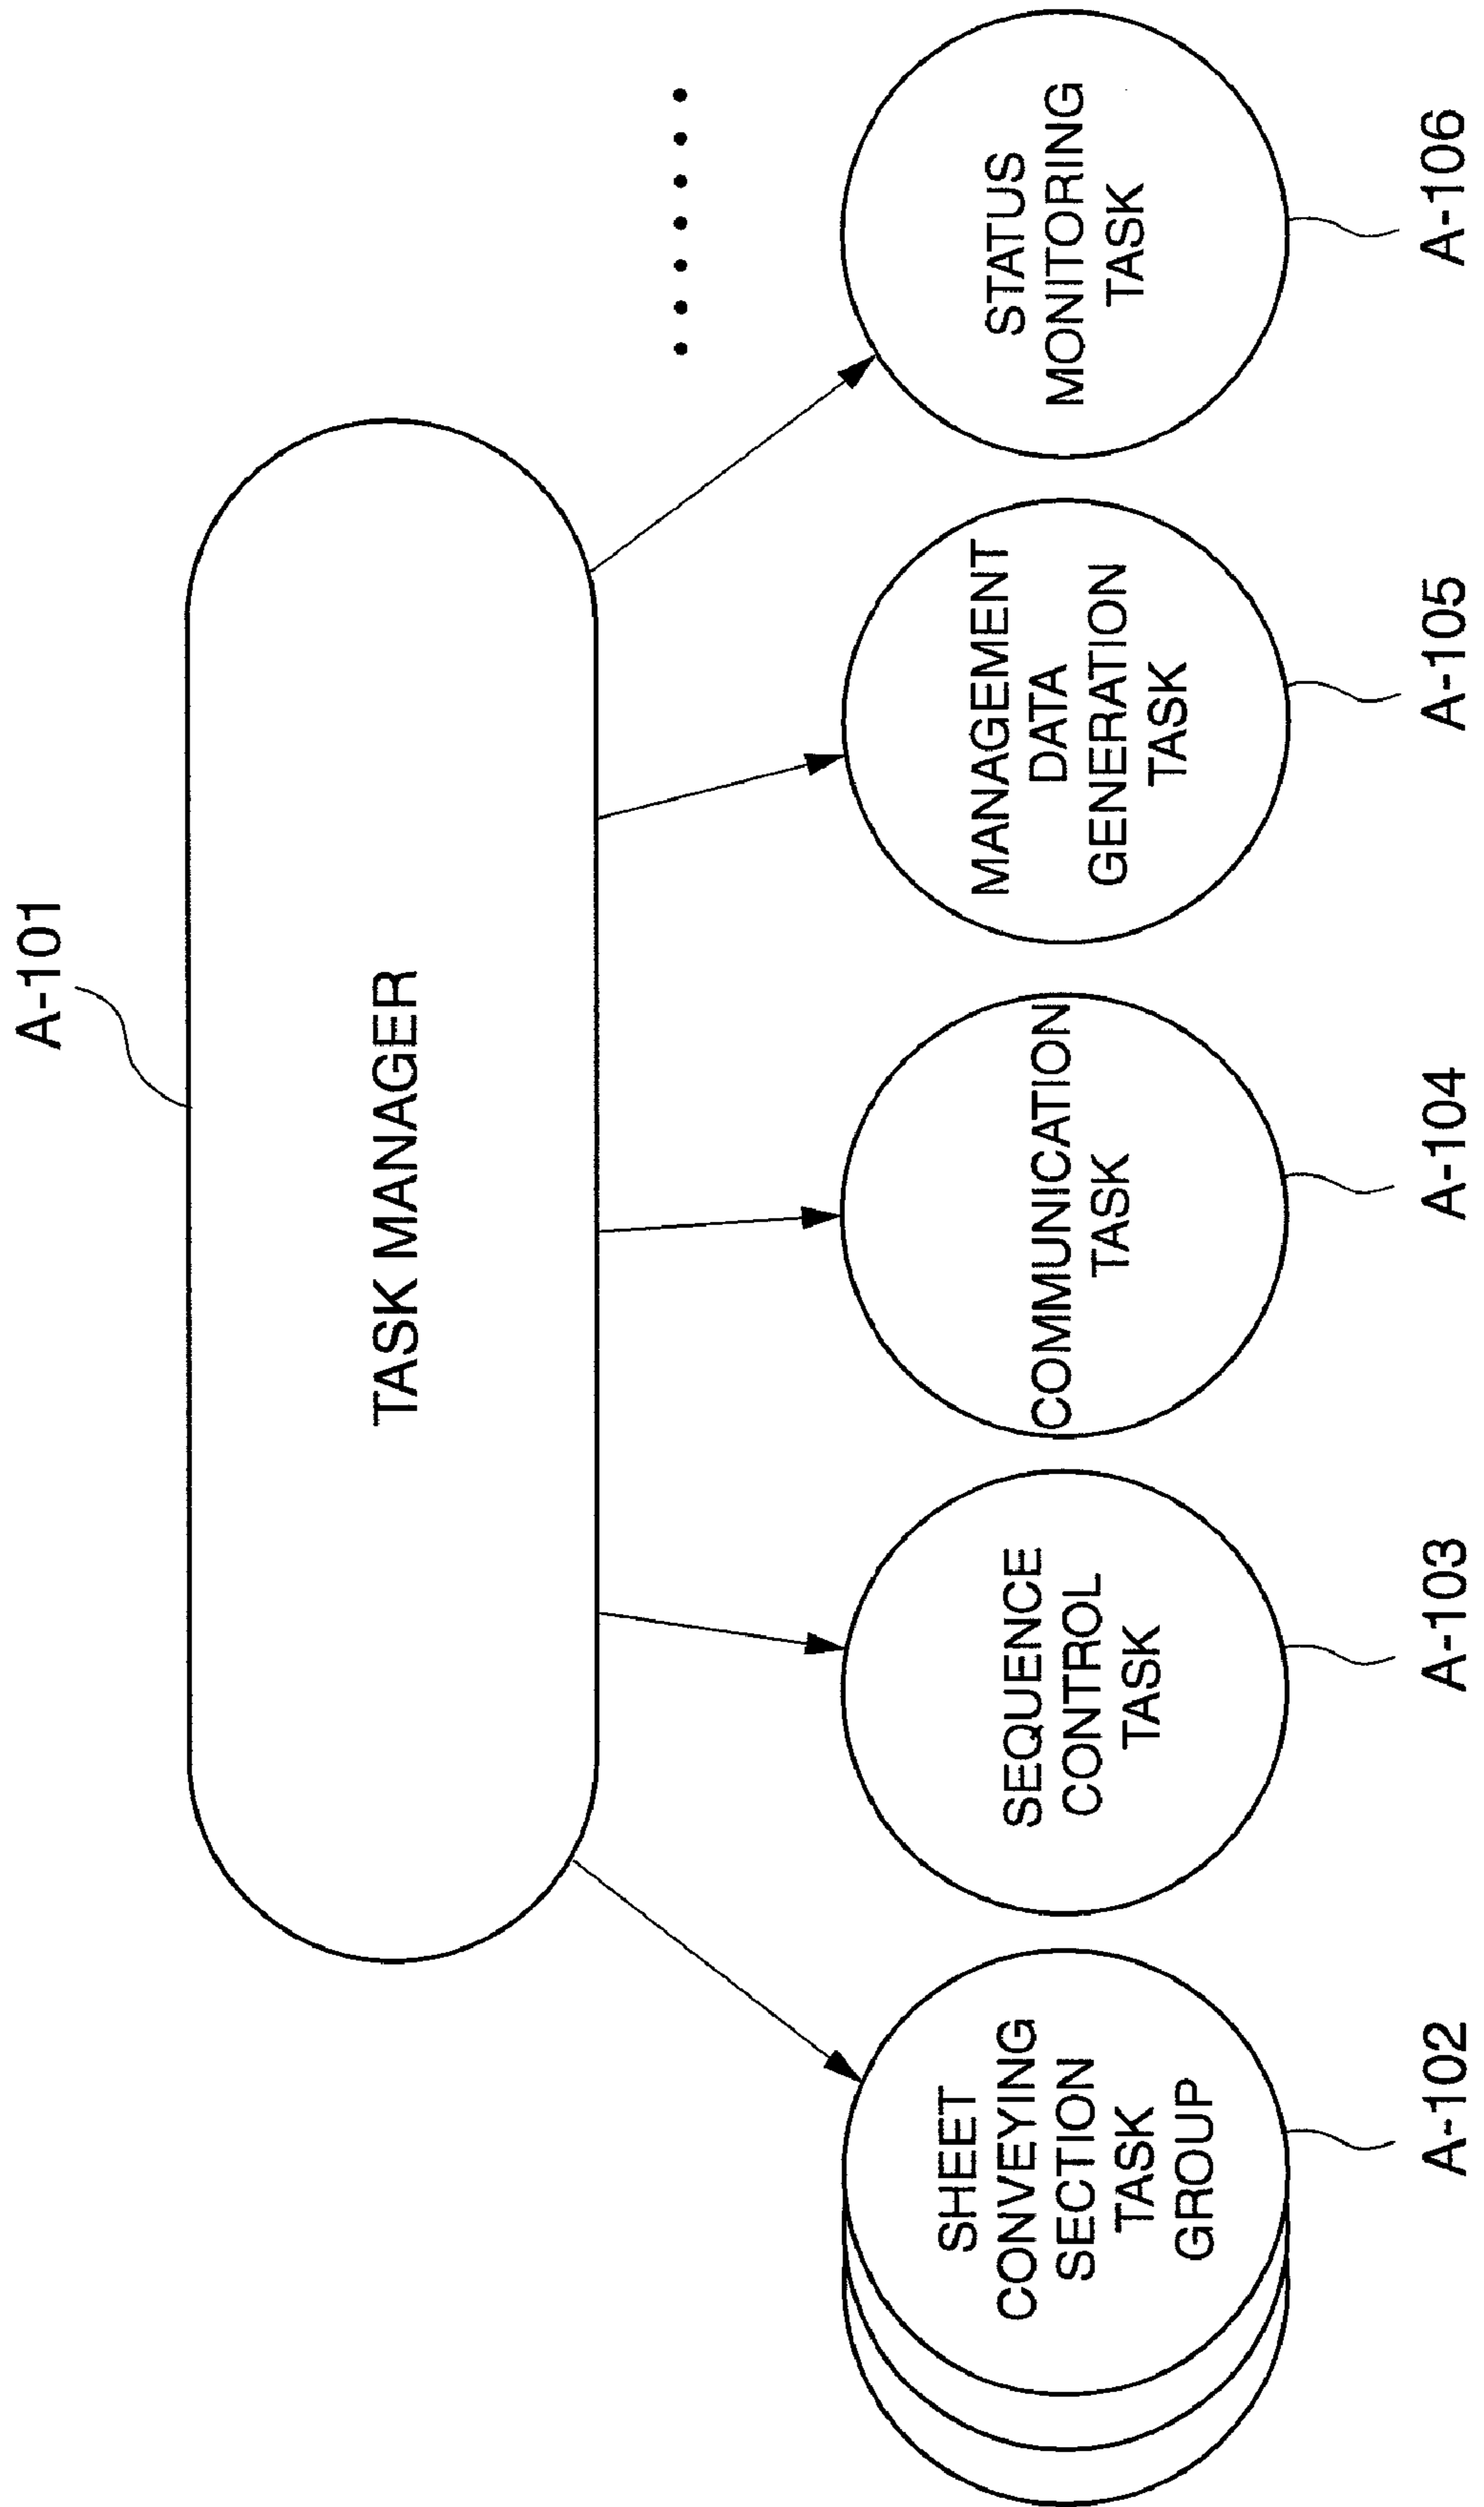 A-101
TASK MANAGER
SHEET
CONVEYING
SECTION
TASK
GROUP
SEQUENCE
CONTROL
TASK
COMMUNICATION
TASK
MANAGEMENT
DATA
GENERATION
TASK
STATUS
MONITORING
TASK
A-102
A-103
A-104
A-105
A-106